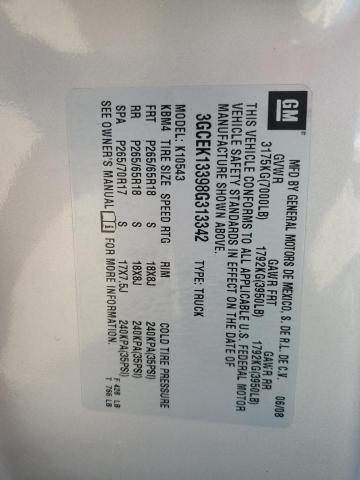 GM
MFD BY GENERAL MOTORS DE MEXICO, S. DE R.L. DE C.V. 06/08
GVWR GAWR FRT GAWR RR
3175KG(7000LB) 1792KG(3950LB) 1792KG(3950LB)
THIS VEHICLE CONFORMS TO ALL APPLICABLE U.S. FEDERAL MOTOR
VEHICLE SAFETY STANDARDS IN EFFECT ON THE DATE OF
MANUFACTURE SHOWN ABOVE.
3GCEK13398G313342 TYPE: TRUCK
MODEL: K10543
KBM4 TIRE SIZE SPEED RTG RIM COLD TIRE PRESSURE
FRT P265/65R18 S 18X8J 240KPA(35PSI)
RR P265/65R18 S 18X8J 240KPA(35PSI)
SPA P265/70R17 S 17X7.5J 240KPA(35PSI)
SEE OWNER'S MANUAL i FOR MORE INFORMATION.
F 428 LB
T 766 LB